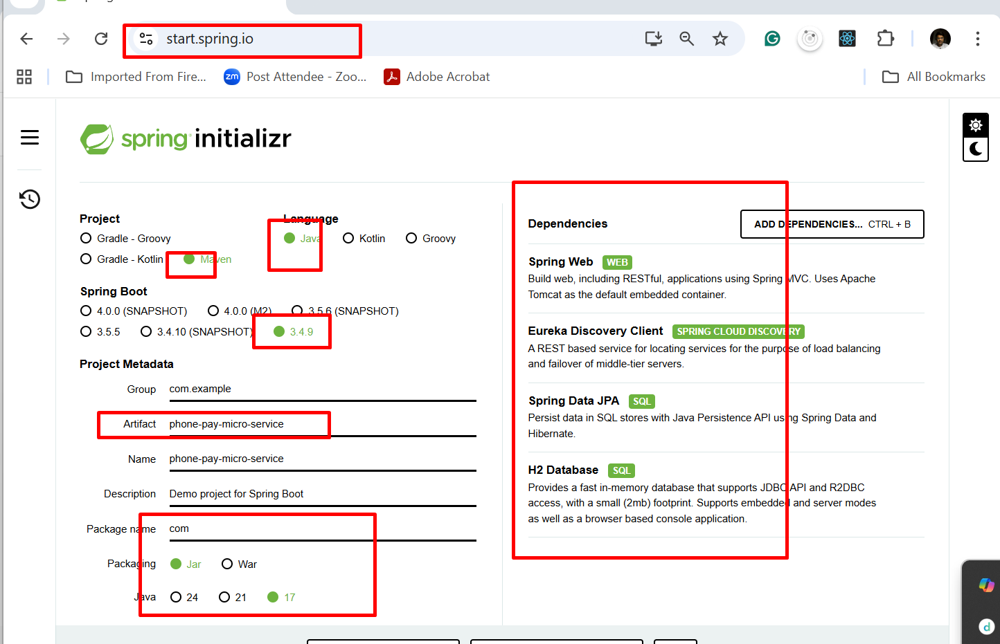 start.spring.io
Imported From Fire...
zm Post Attendee - Zoo...
Adobe Acrobat
All Bookmarks
spring initializr
Project
Gradle - Groovy
Gradle - Kotlin Maven
Language
Java Kotlin Groovy
Spring Boot
4.0.0 (SNAPSHOT) 4.0.0 (M2) 3.5.6 (SNAPSHOT)
3.5.5 3.4.10 (SNAPSHOT) 3.4.9
Project Metadata
Group com.example
Artifact phone-pay-micro-service
Name phone-pay-micro-service
Description Demo project for Spring Boot
Package name com
Packaging Jar War
Java 24 21 17
Dependencies
ADD DEPENDENCIES... CTRL + B
Spring Web WEB
Build web, including RESTful, applications using Spring MVC. Uses Apache
Tomcat as the default embedded container.
Eureka Discovery Client SPRING CLOUD DISCOVERY
A REST based service for locating services for the purpose of load balancing
and failover of middle-tier servers.
Spring Data JPA SQL
Persist data in SQL stores with Java Persistence API using Spring Data and
Hibernate.
H2 Database SQL
Provides a fast in-memory database that supports JDBC API and R2DBC
access, with a small (2mb) footprint. Supports embedded and server modes
as well as a browser based console application.
d